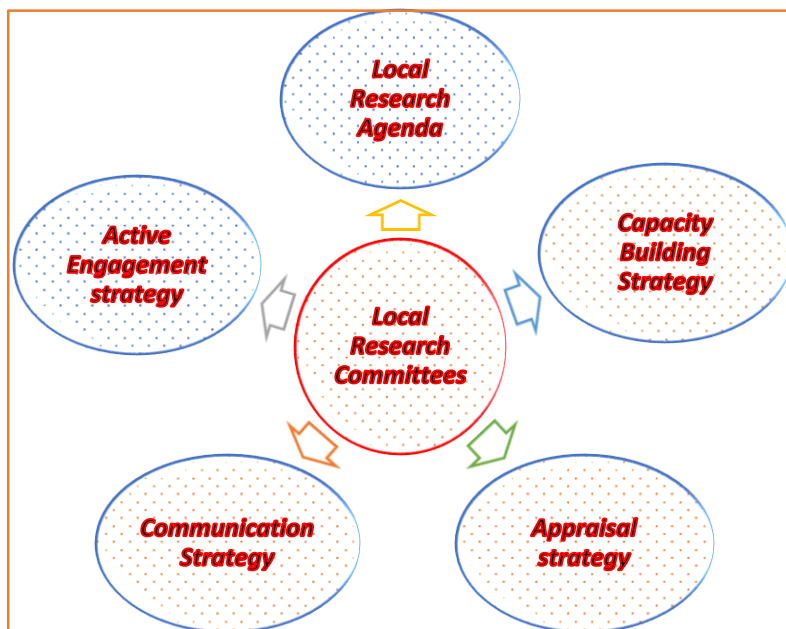 Local
Research
Agenda
Active
Engagement
strategy
Capacity
Building
Strategy
Local
Research
Committees
Communication
Strategy
Appraisal
strategy